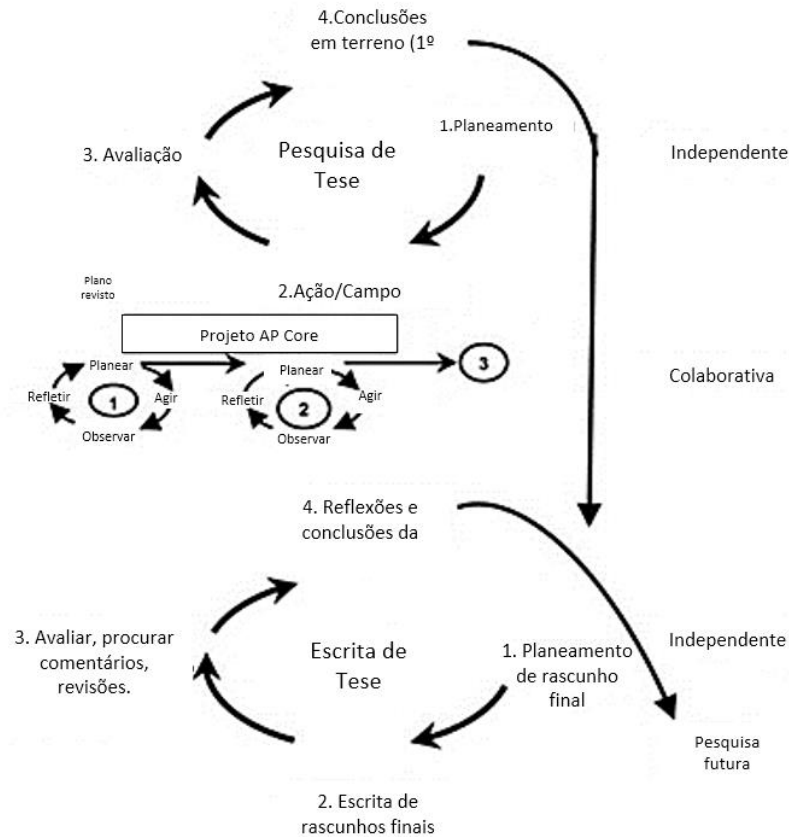 4.Conclusões
em terreno (1º
1.Planeamento
3. Avaliação
Pesquisa de
Tese
Independente
Plano
revisto
2.Ação/Campo
Projeto AP Core
Planear
Refletir
1
Agir
Observar
Planear
Refletir
2
Agir
Observar
3
Colaborativa
4. Reflexões e
conclusões da
3. Avaliar, procurar
comentários,
revisões.
Escrita de
Tese
1. Planeamento
de rascunho
final
Independente
Pesquisa
futura
2. Escrita de
rascunhos finais